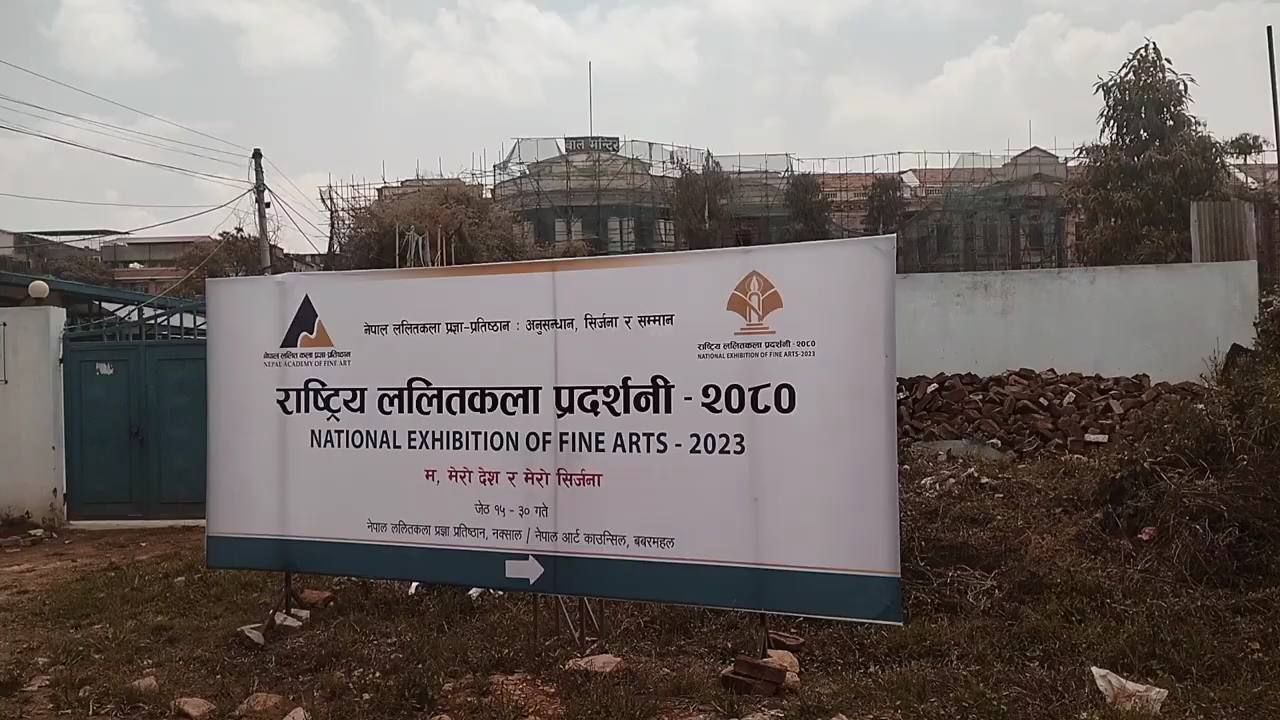 बाल मन्दिर
नेपाल ललितकला प्रज्ञा-प्रतिष्ठान : अनुसन्धान, सिर्जना र सम्मान
नेपाल ललित कला प्रज्ञा-प्रतिष्ठान
NEPAL ACADEMY OF FINE ART
राष्ट्रिय ललितकला प्रदर्शनी -२०८०
NATIONAL EXHIBITION OF FINE ARTS-2023
राष्ट्रिय ललितकला प्रदर्शनी - २०८०
NATIONAL EXHIBITION OF FINE ARTS - 2023
म, मेरो देश र मेरो सिर्जना
जेठ १५ - ३० गते
नेपाल ललितकला प्रज्ञा प्रतिष्ठान, नक्साल / नेपाल आर्ट काउन्सिल, बबरमहल